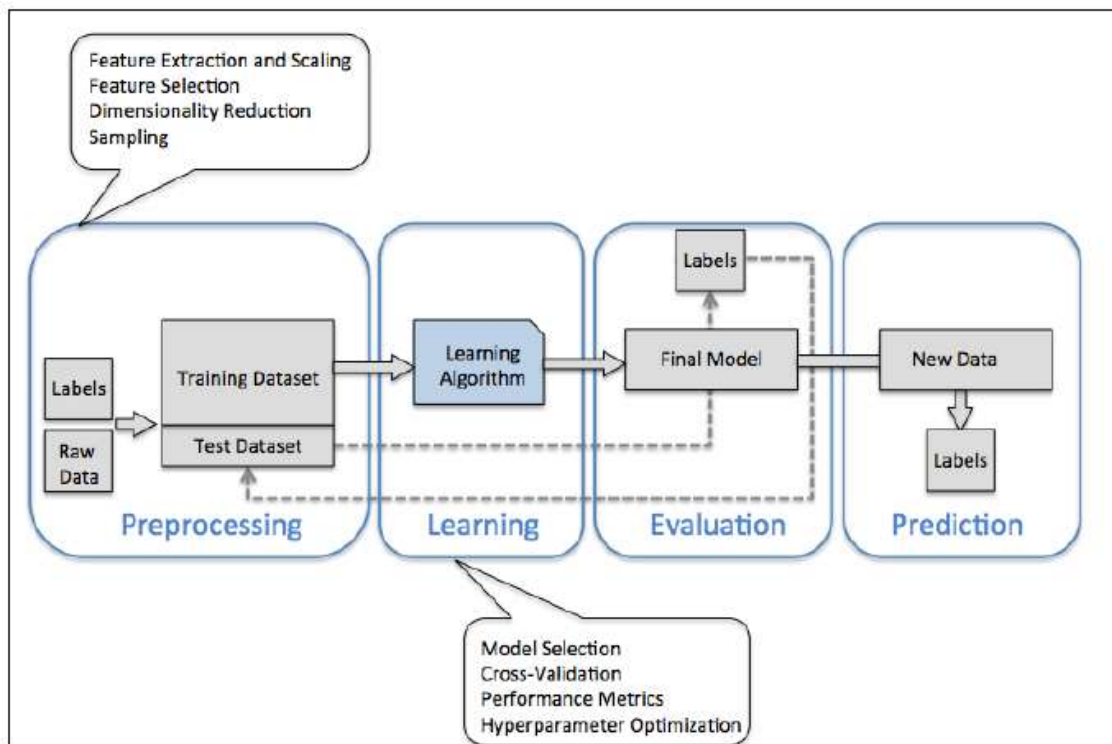 Feature Extraction and Scaling
Feature Selection
Dimensionality Reduction
Sampling
Labels
Raw
Data
Training Dataset
Test Dataset
Preprocessing
Learning
Algorithm
Learning
Labels
Final Model
Evaluation
New Data
Labels
Prediction
Model Selection
Cross-Validation
Performance Metrics
Hyperparameter Optimization